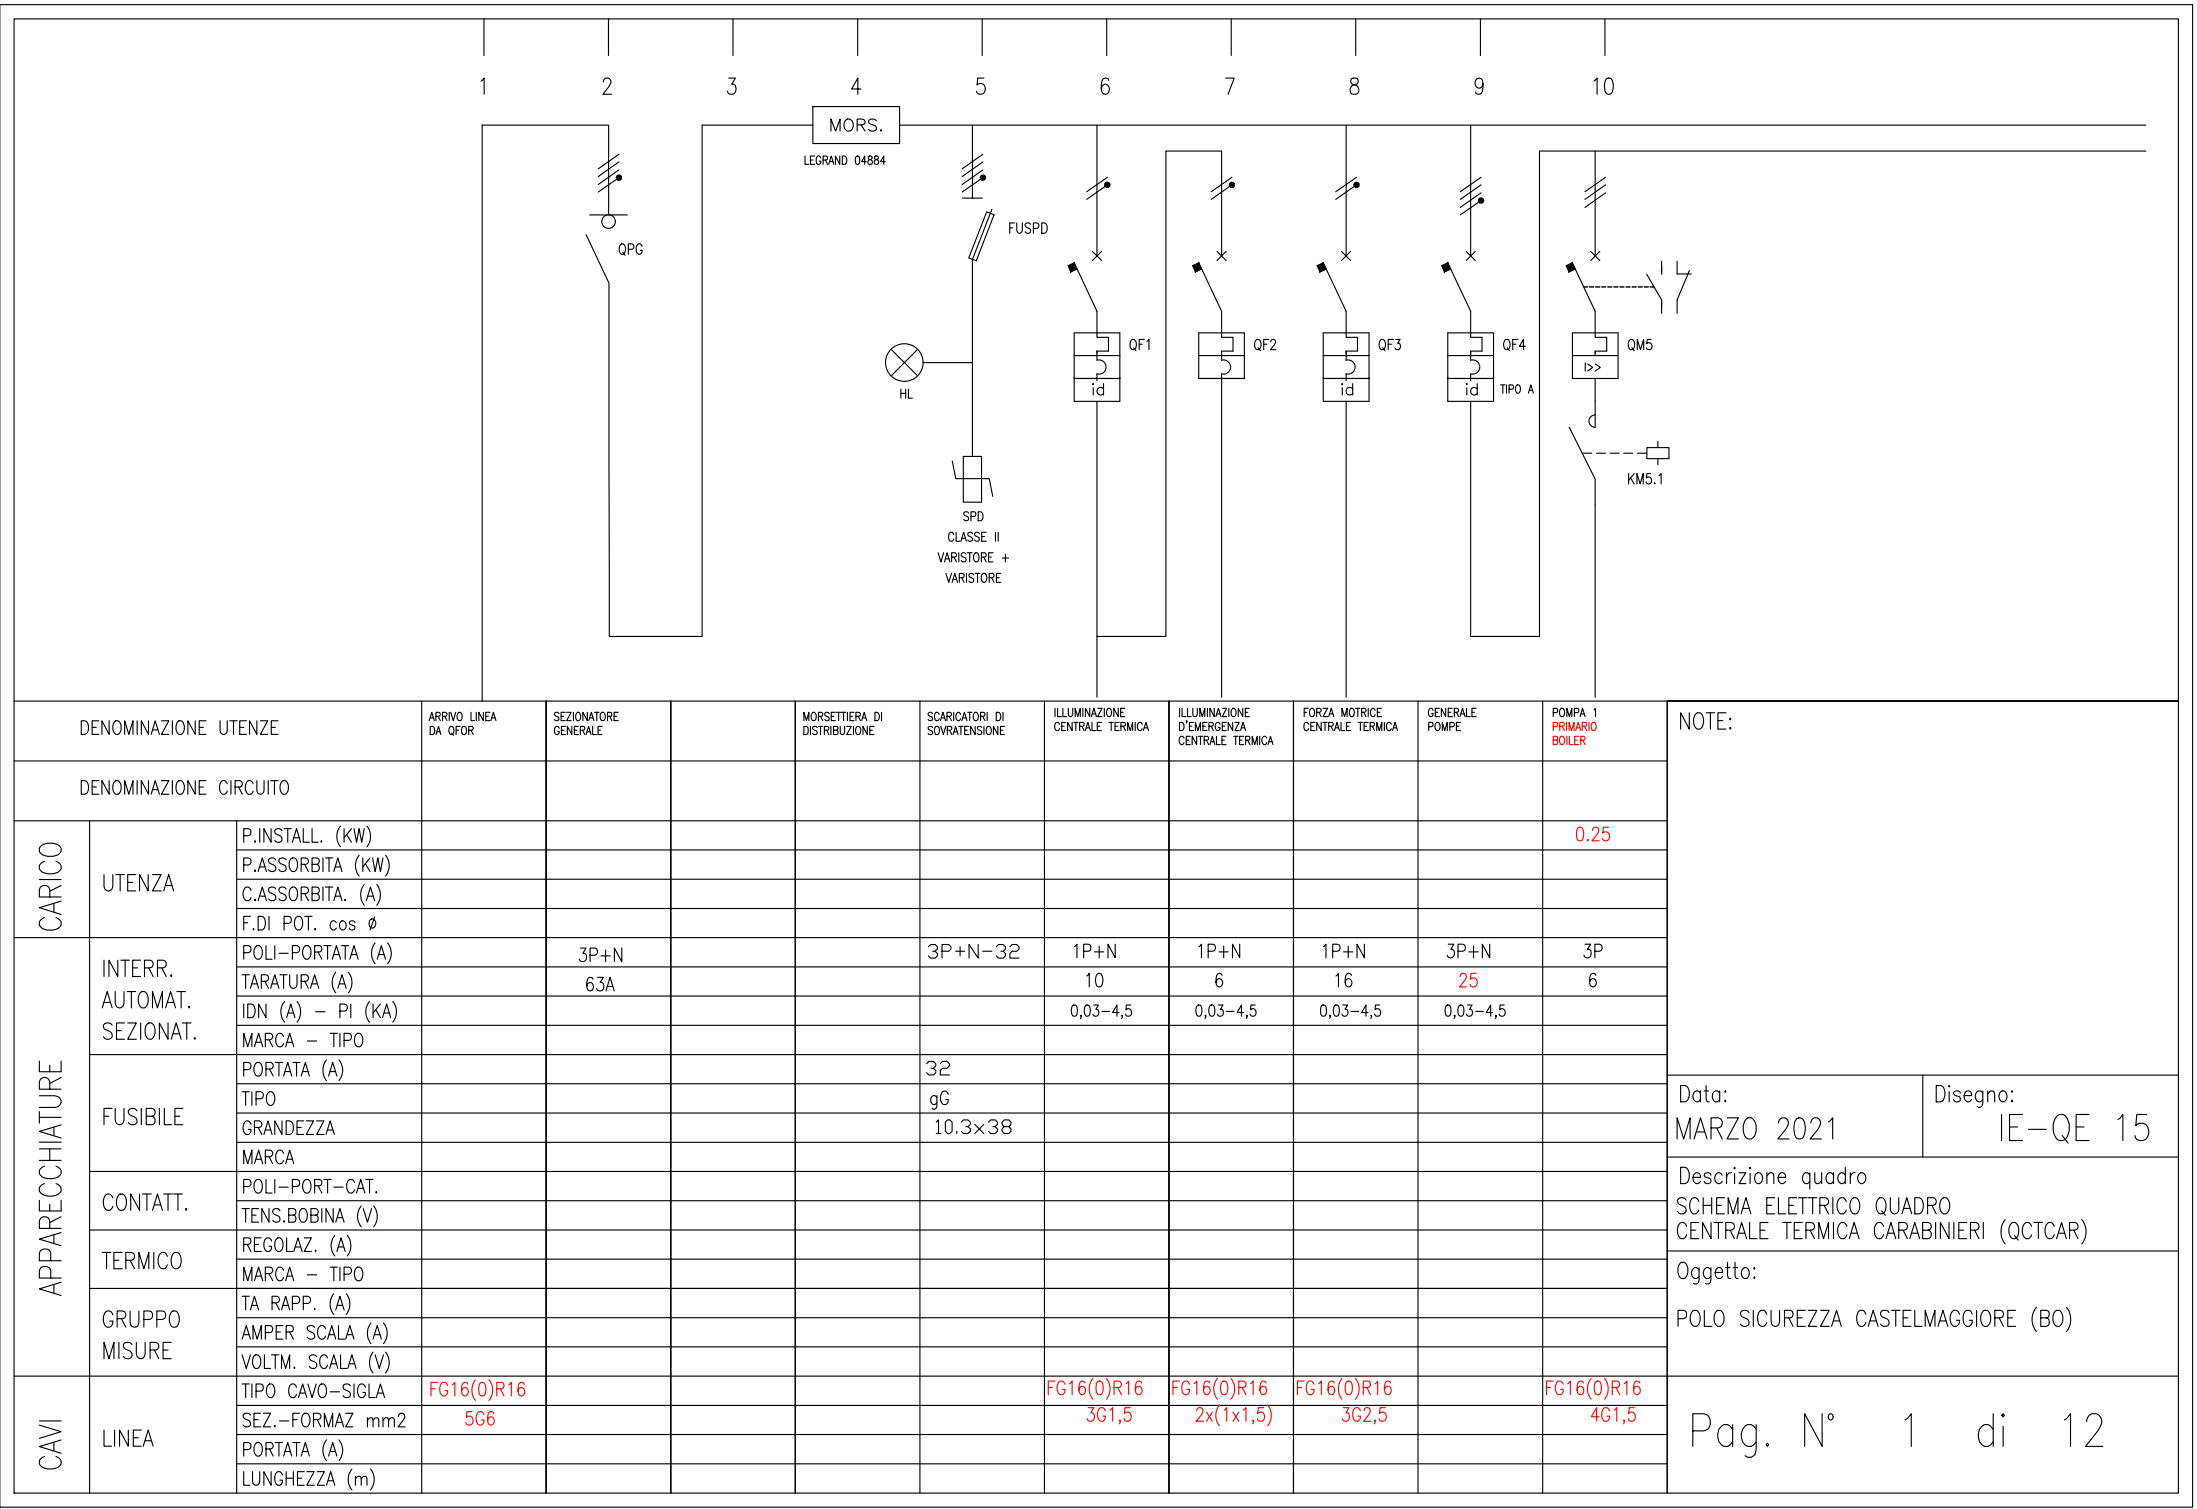 1 2 3 4 5 6 7 8 9 10
MORS.
LEGRAND 04884
QPG
FUSPD
HL
SPD
CLASSE II
VARISTORE +
VARISTORE
QF1
id
QF2
QF3
id
QF4
id TIPO A
QM5
I>>
KM5.1
DENOMINAZIONE UTENZE
ARRIVO LINEA
DA QFOR
SEZIONATORE
GENERALE
MORSETTIERA DI
DISTRIBUZIONE
SCARICATORI DI
SOVRATENSIONE
ILLUMINAZIONE
CENTRALE TERMICA
ILLUMINAZIONE
D'EMERGENZA
CENTRALE TERMICA
FORZA MOTRICE
CENTRALE TERMICA
GENERALE
POMPE
POMPA 1
PRIMARIO
BOILER
DENOMINAZIONE CIRCUITO
CARICO
UTENZA
P.INSTALL. (KW) 0.25
P.ASSORBITA (KW)
C.ASSORBITA. (A)
F.DI POT. cos ø
APPARECCHIATURE
INTERR.
AUTOMAT.
SEZIONAT.
POLI-PORTATA (A) 3P+N 3P+N-32 1P+N 1P+N 1P+N 3P+N 3P
TARATURA (A) 63A 10 6 16 25 6
IDN (A) - PI (KA) 0,03-4,5 0,03-4,5 0,03-4,5 0,03-4,5
MARCA - TIPO
FUSIBILE
PORTATA (A) 32
TIPO gG
GRANDEZZA 10.3x38
MARCA
CONTATT.
POLI-PORT-CAT.
TENS.BOBINA (V)
TERMICO
REGOLAZ. (A)
MARCA - TIPO
GRUPPO
MISURE
TA RAPP. (A)
AMPER SCALA (A)
VOLTM. SCALA (V)
CAVI
LINEA
TIPO CAVO-SIGLA FG16(O)R16 FG16(O)R16 FG16(O)R16 FG16(O)R16 FG16(O)R16
SEZ.-FORMAZ mm2 5G6 3G1,5 2x(1x1,5) 3G2,5 4G1,5
PORTATA (A)
LUNGHEZZA (m)
NOTE:
Data:
MARZO 2021
Disegno:
IE-QE 15
Descrizione quadro
SCHEMA ELETTRICO QUADRO
CENTRALE TERMICA CARABINIERI (QCTCAR)
Oggetto:
POLO SICUREZZA CASTELMAGGIORE (BO)
Pag. N° 1 di 12